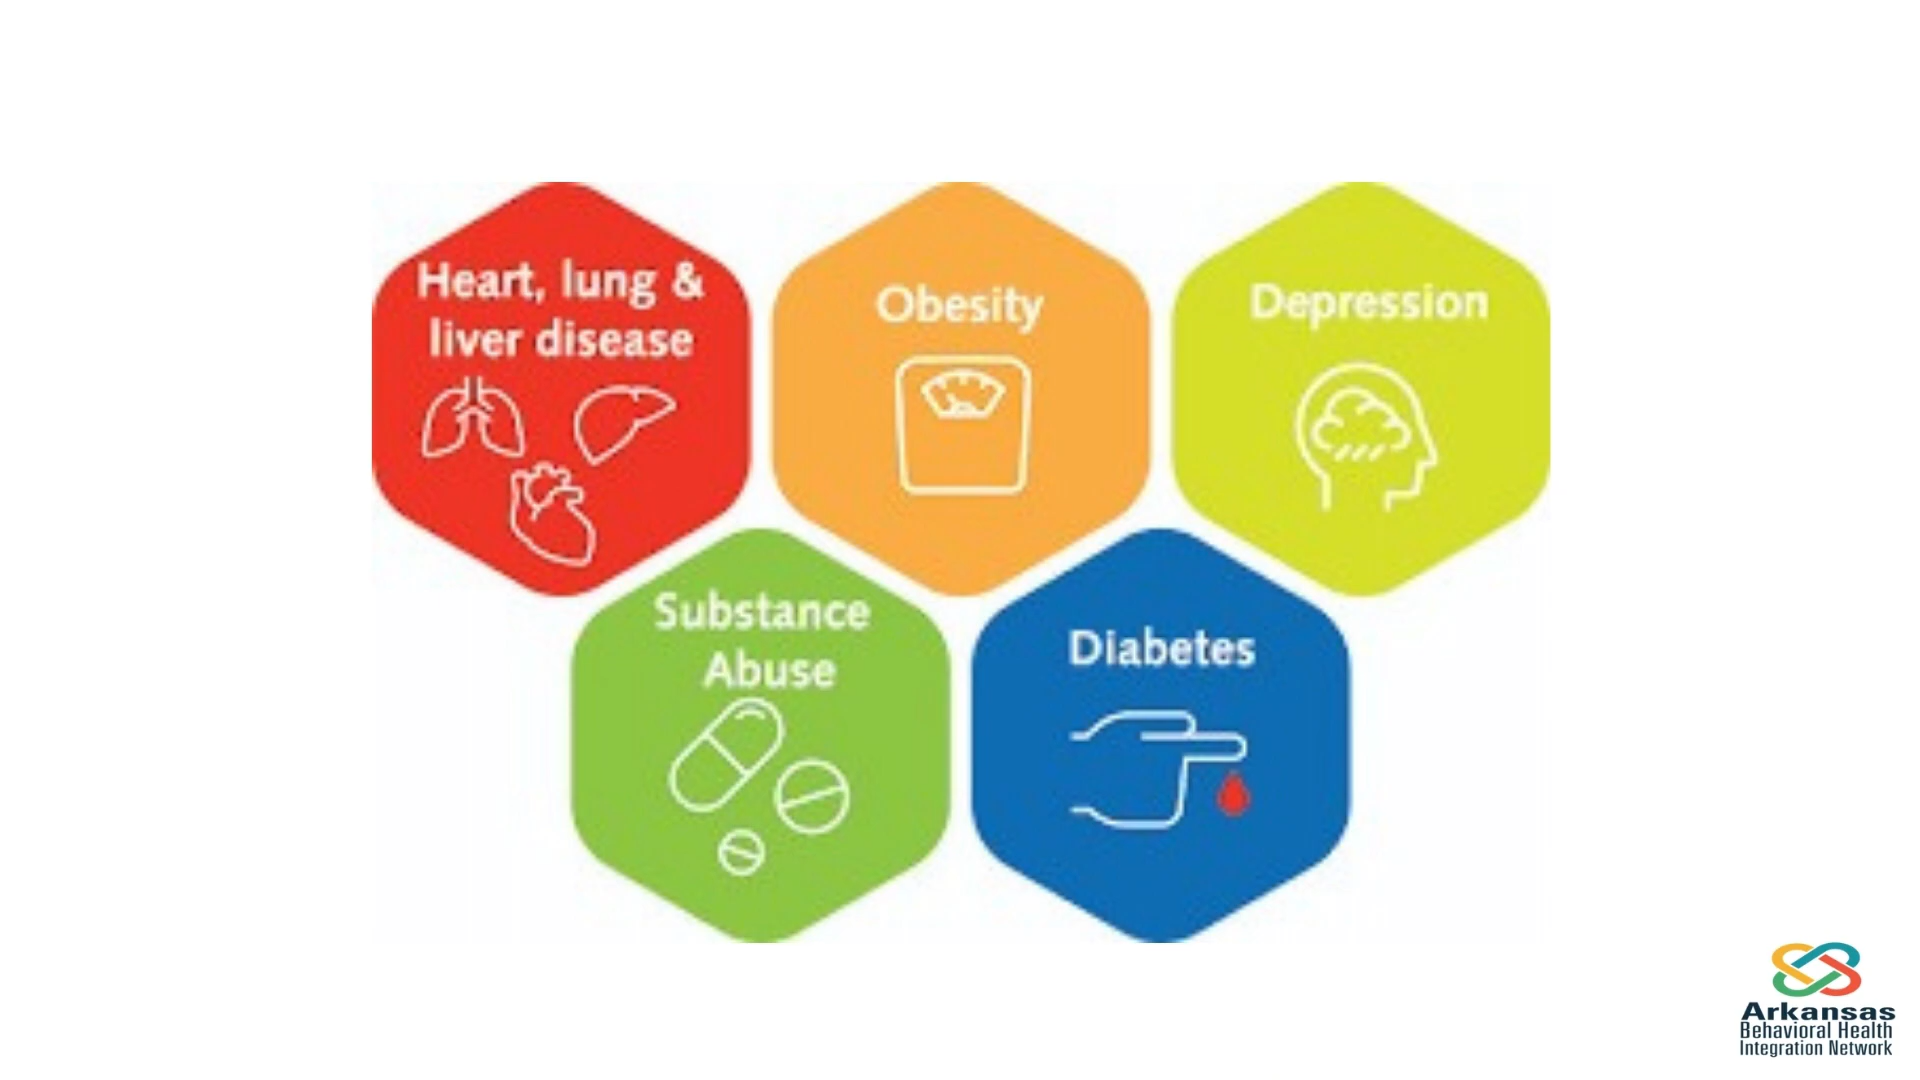 Heart, lung &
liver disease
Obesity
Depression
Substance
Abuse
Diabetes
Arkansas
Behavioral Health
Integration Network